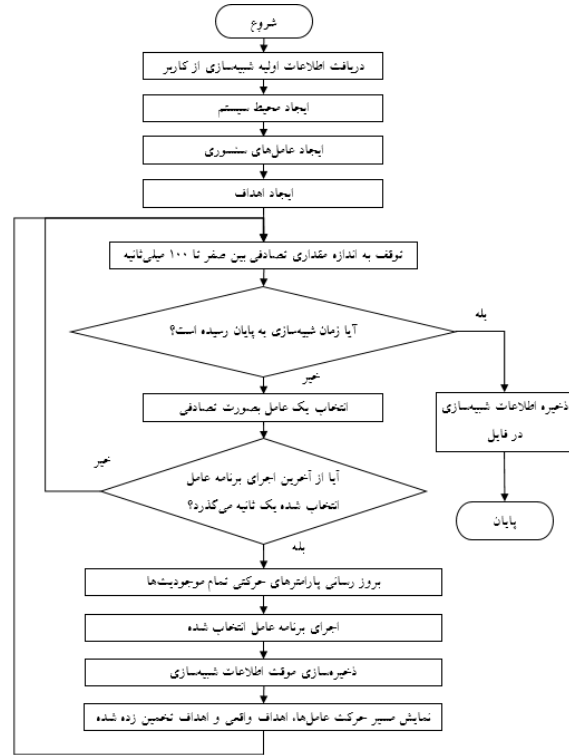 شروع
دریافت اطلاعات اولیه شبیه‌سازی از کاربر
ایجاد محیط سیستم
ایجاد عامل‌های سنسوری
ایجاد اهداف
توقف به اندازه مقداری تصادفی بین صفر تا ۱۰۰ میلی‌ثانیه
آیا زمان شبیه‌سازی به پایان رسیده است؟
بله
خیر
ذخیره اطلاعات شبیه‌سازی
در فایل
پایان
انتخاب یک عامل بصورت تصادفی
آیا از آخرین اجرای برنامه عامل
انتخاب شده یک ثانیه می‌گذرد؟
خیر
بله
بروز رسانی پارامترهای حرکتی تمام موجودیت‌ها
اجرای برنامه عامل انتخاب شده
ذخیره‌سازی موقت اطلاعات شبیه‌سازی
نمایش مسیر حرکت عامل‌ها، اهداف واقعی و اهداف تخمین زده شده